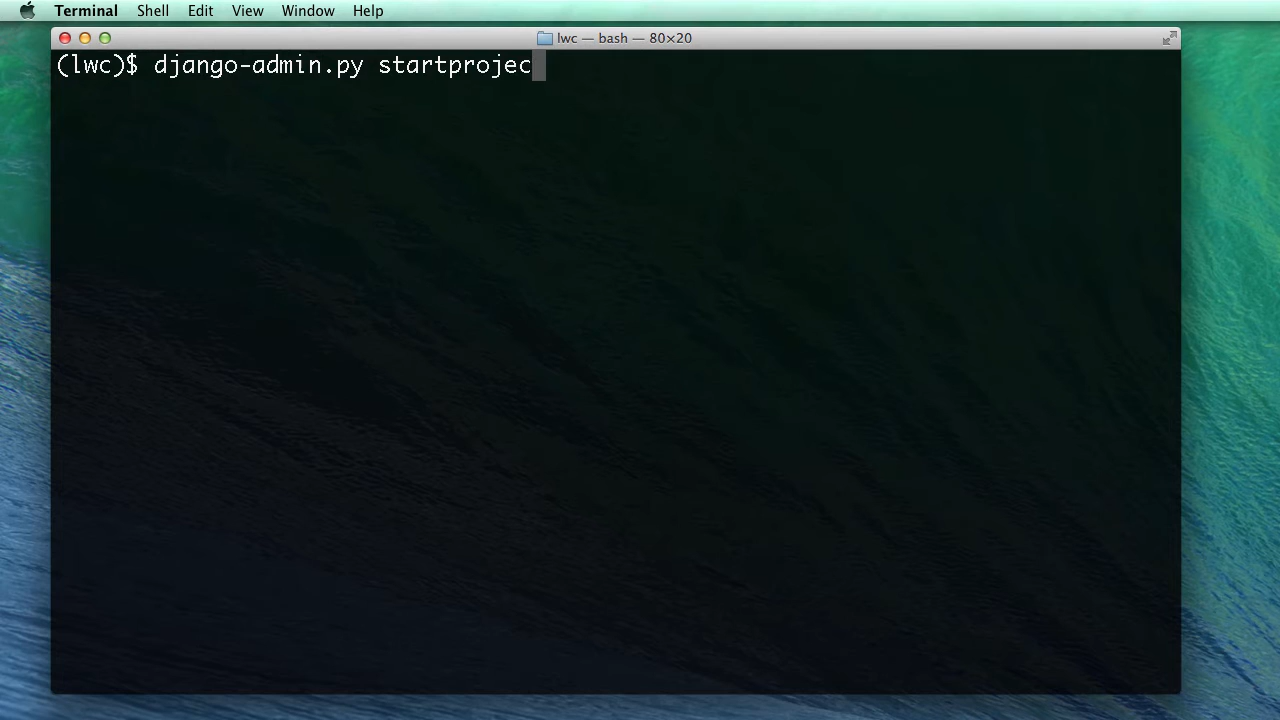 Terminal Shell Edit View Window Help
lwc — bash — 80×20
(lwc)$ django-admin.py startprojec